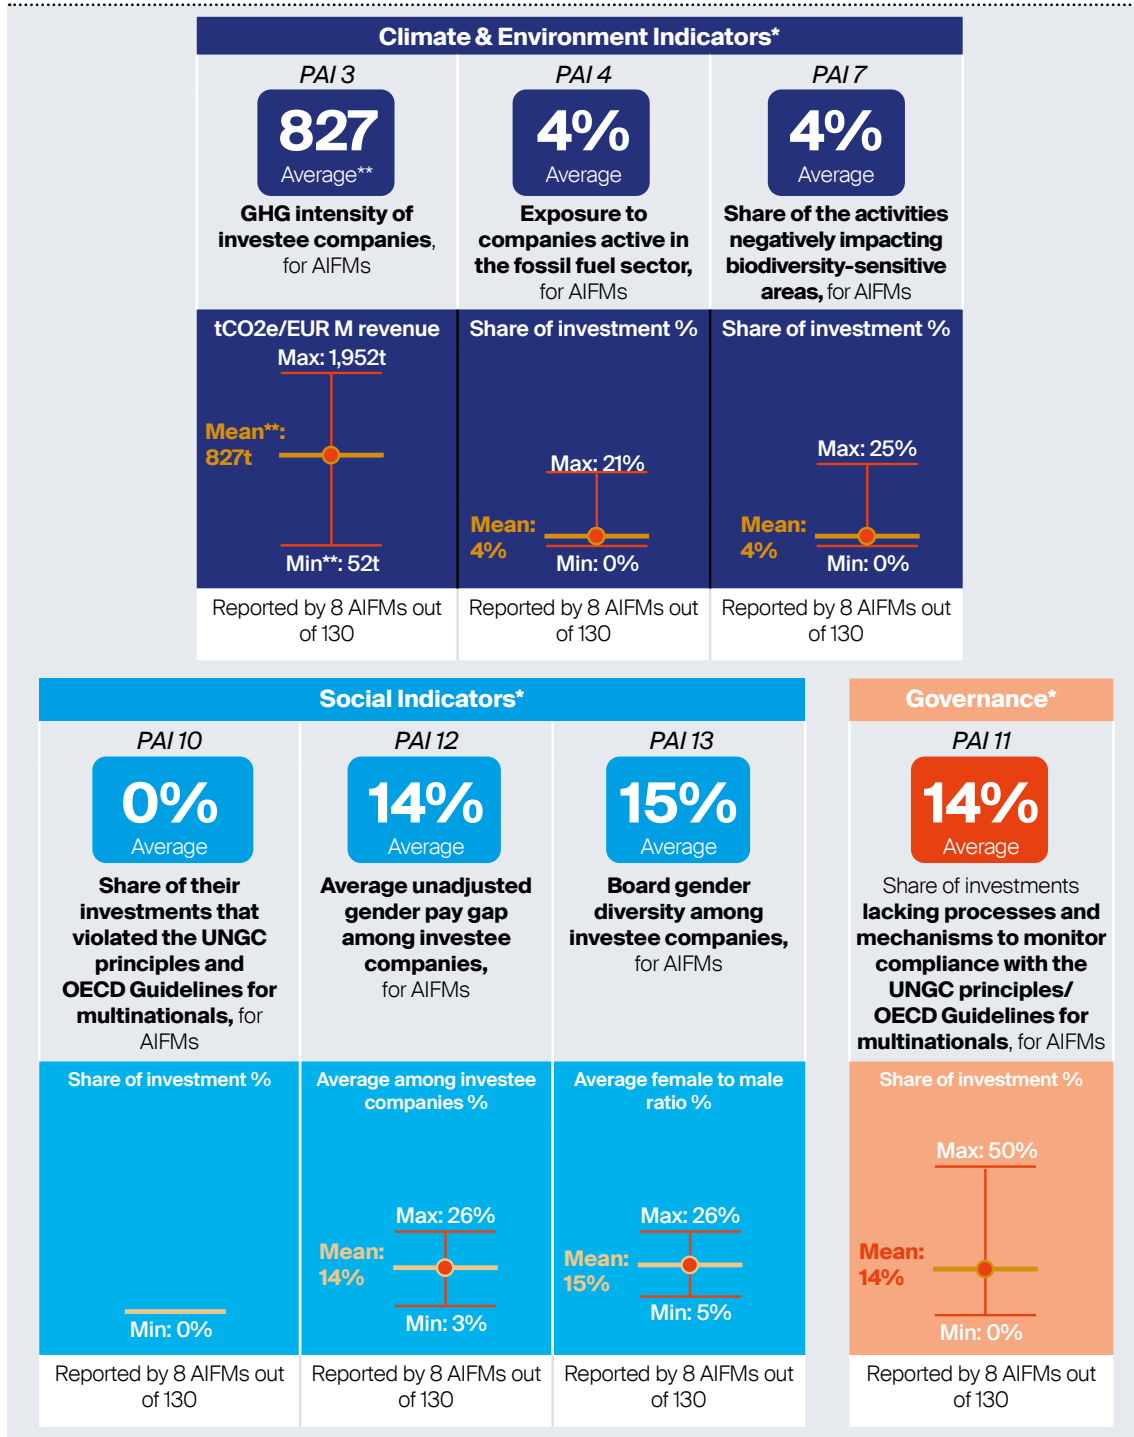 Climate & Environment Indicators*
PAI 3
827
Average**
GHG intensity of
investee companies,
for AIFMs
tCO2e/EUR M revenue
Max: 1,952t
Mean**:
827t
Min**: 52t
Reported by 8 AIFMs out
of 130
PAI 4
4%
Average
Exposure to
companies active in
the fossil fuel sector,
for AIFMs
Share of investment %
Max: 21%
Mean:
4%
Min: 0%
Reported by 8 AIFMs out
of 130
PAI 7
4%
Average
Share of the activities
negatively impacting
biodiversity-sensitive
areas, for AIFMs
Share of investment %
Max: 25%
Mean:
4%
Min: 0%
Reported by 8 AIFMs out
of 130
Social Indicators*
PAI 10
0%
Average
Share of their
investments that
violated the UNGC
principles and
OECD Guidelines for
multinationals, for
AIFMs
Share of investment %
Min: 0%
Reported by 8 AIFMs out
of 130
PAI 12
14%
Average
Average unadjusted
gender pay gap
among investee
companies,
for AIFMs
Average among investee
companies %
Max: 26%
Mean:
14%
Min: 3%
Reported by 8 AIFMs out
of 130
PAI 13
15%
Average
Board gender
diversity among
investee companies,
for AIFMs
Average female to male
ratio %
Max: 26%
Mean:
15%
Min: 5%
Reported by 8 AIFMs out
of 130
Governance*
PAI 11
14%
Average
Share of investments
lacking processes and
mechanisms to monitor
compliance with the
UNGC principles/
OECD Guidelines for
multinationals, for AIFMs
Share of investment %
Max: 50%
Mean:
14%
Min: 0%
Reported by 8 AIFMs out
of 130